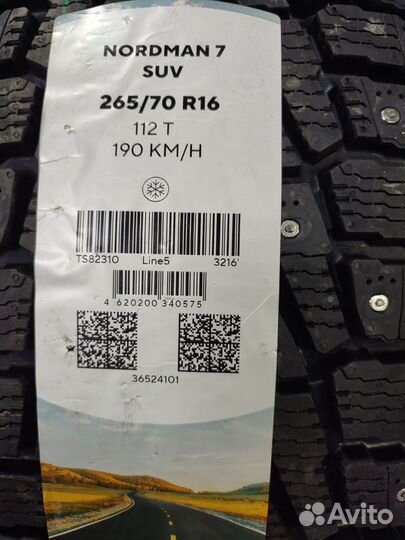 NORDMAN 7
SUV
265/70 R16
112 T
190 KM/H
TS82310 Line5 3216
4 620200 340575
36524101
Avito